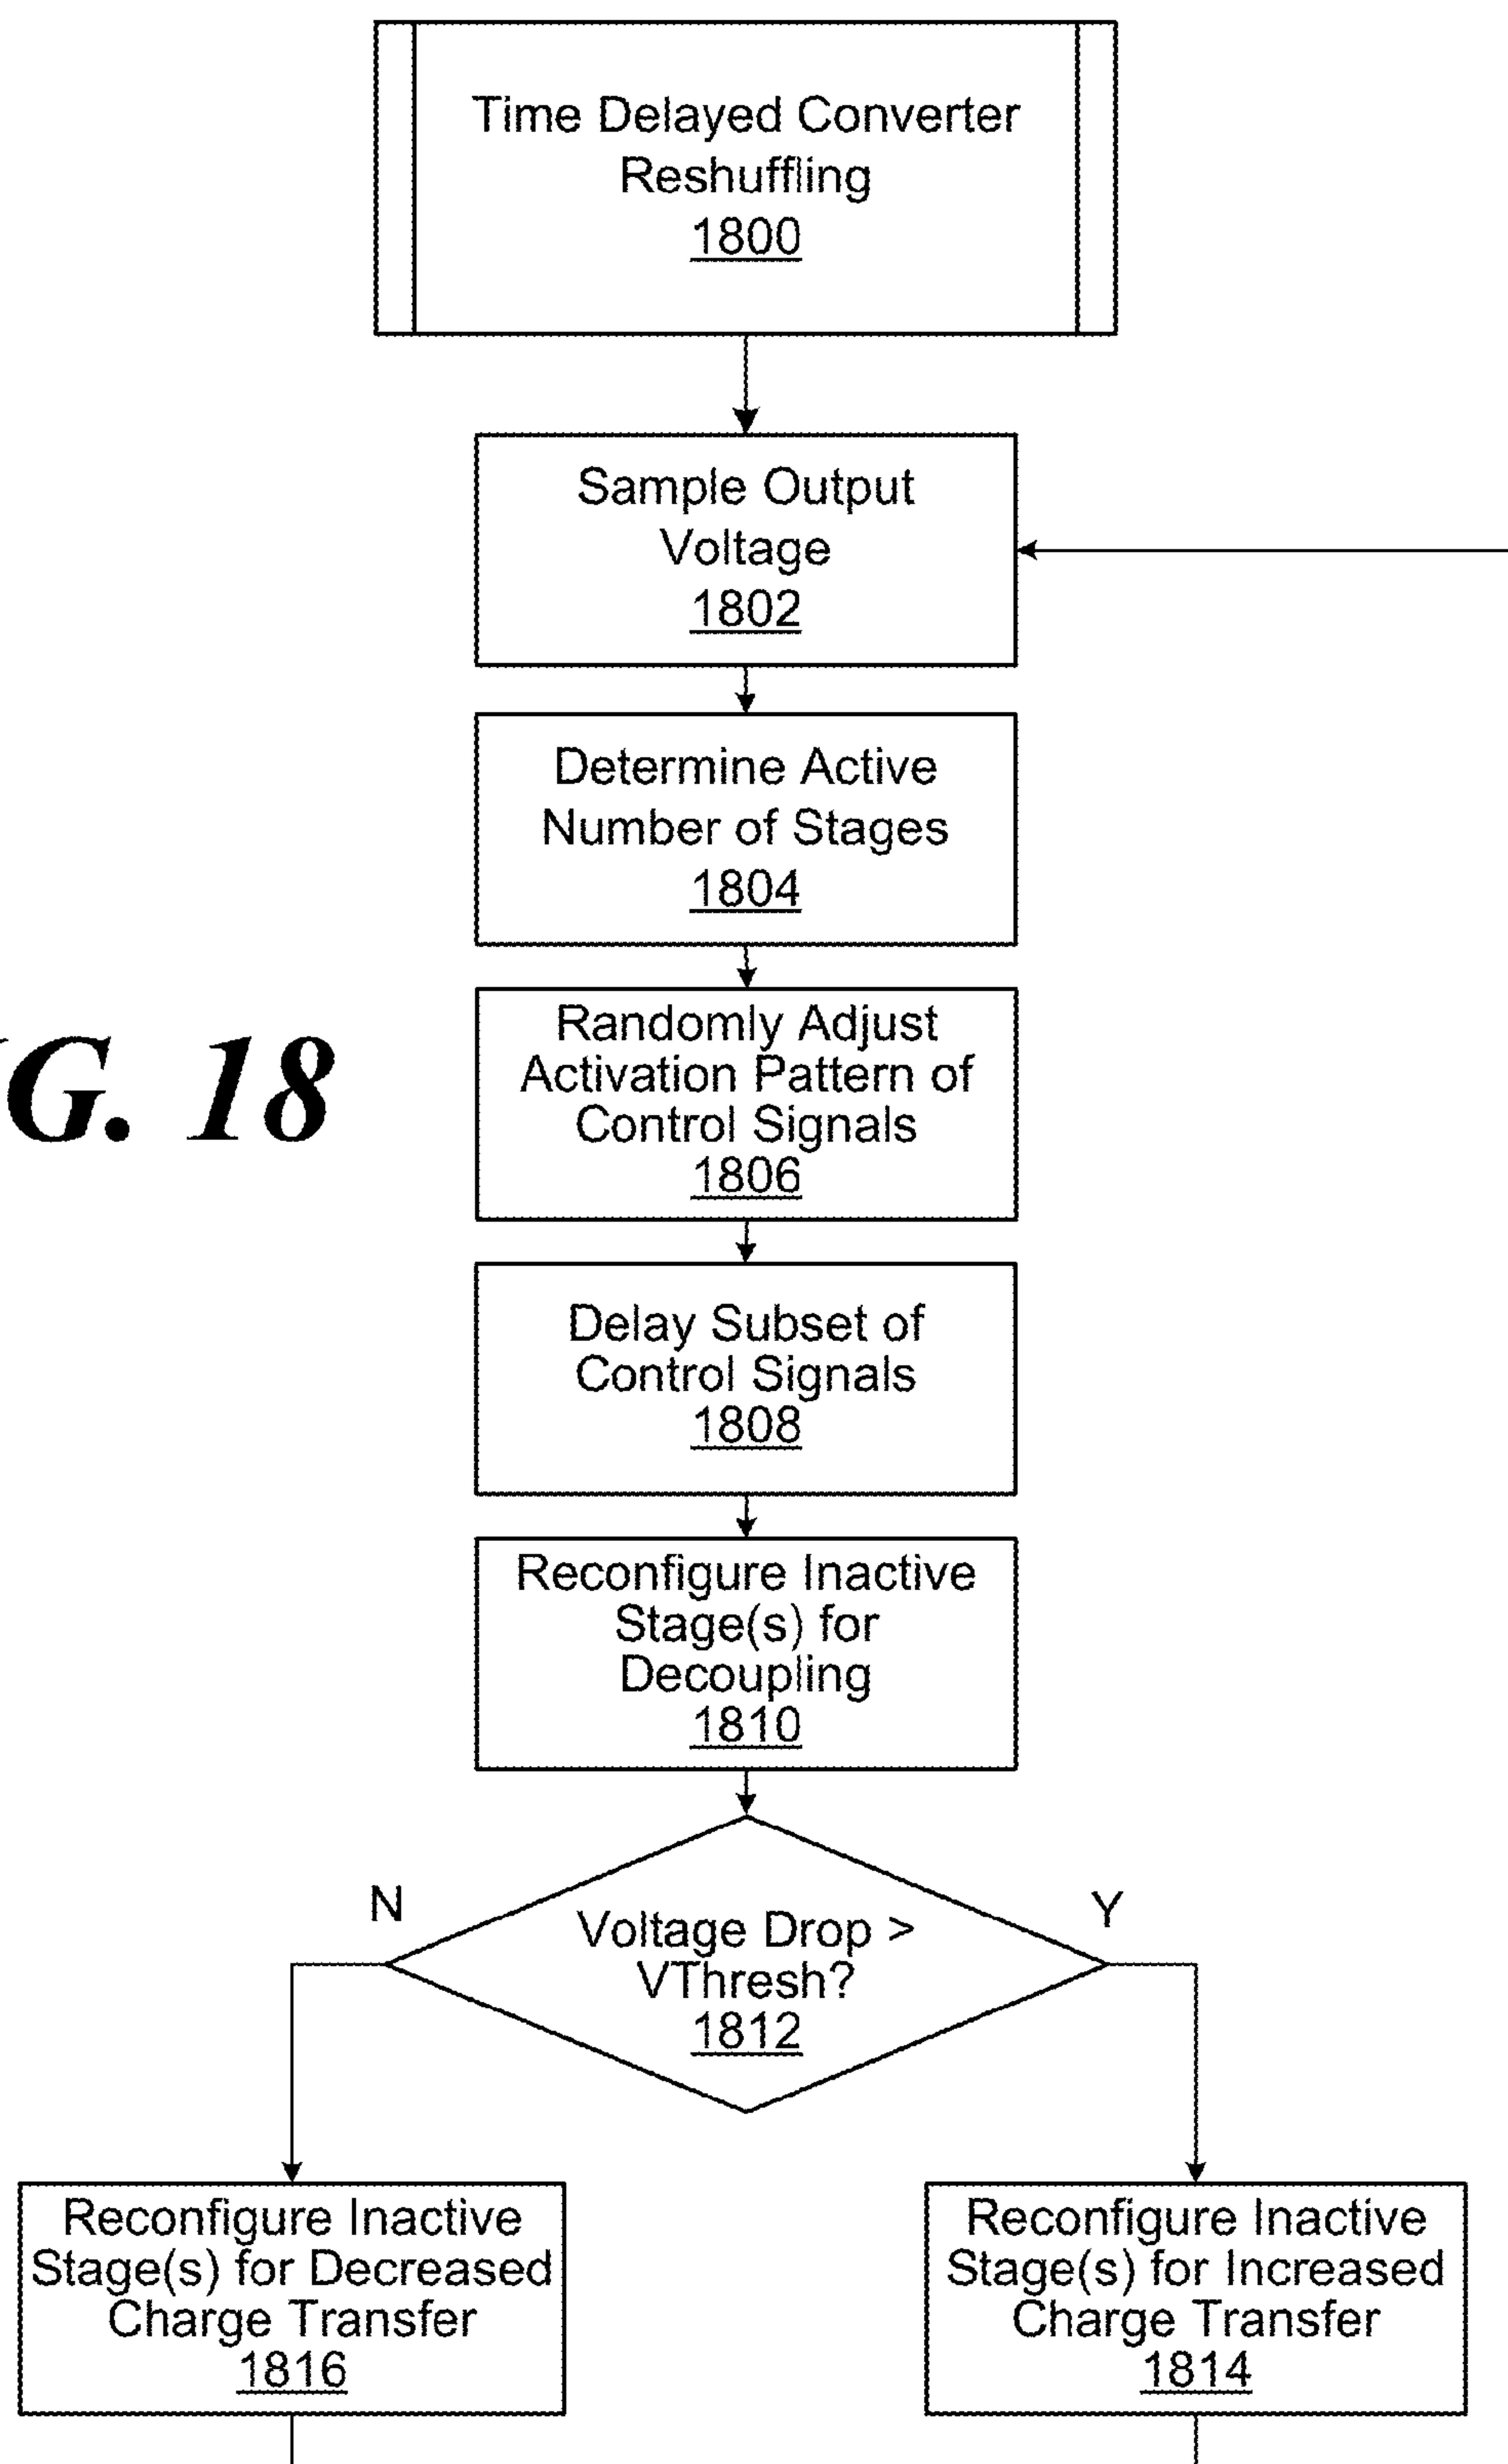 Time Delayed Converter
Reshuffling
1800
Sample Output
Voltage
1802
Determine Active
Number of Stages
1804
Randomly Adjust
Activation Pattern of
Control Signals
1806
G. 18
Delay Subset of
Control Signals
1808
Reconfigure Inactive
Stage(s) for
Decoupling
1810
N
Y
Voltage Drop >
VThresh?
1812
Reconfigure Inactive
Stage(s) for Decreased
Charge Transfer
1816
Reconfigure Inactive
Stage(s) for Increased
Charge Transfer
1814